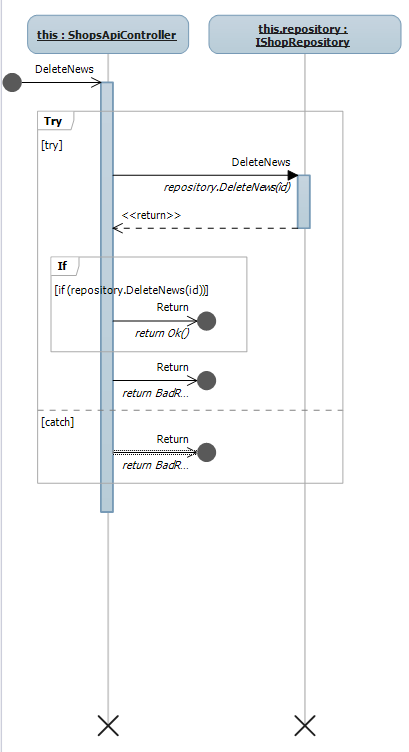 this : ShopsApiController
this.repository :
IShopRepository
DeleteNews
Try
[try]
DeleteNews
repository.DeleteNews(id)
<<return>>
If
[if (repository.DeleteNews(id))]
Return
return Ok()
Return
return BadR...
[catch]
Return
return BadR...